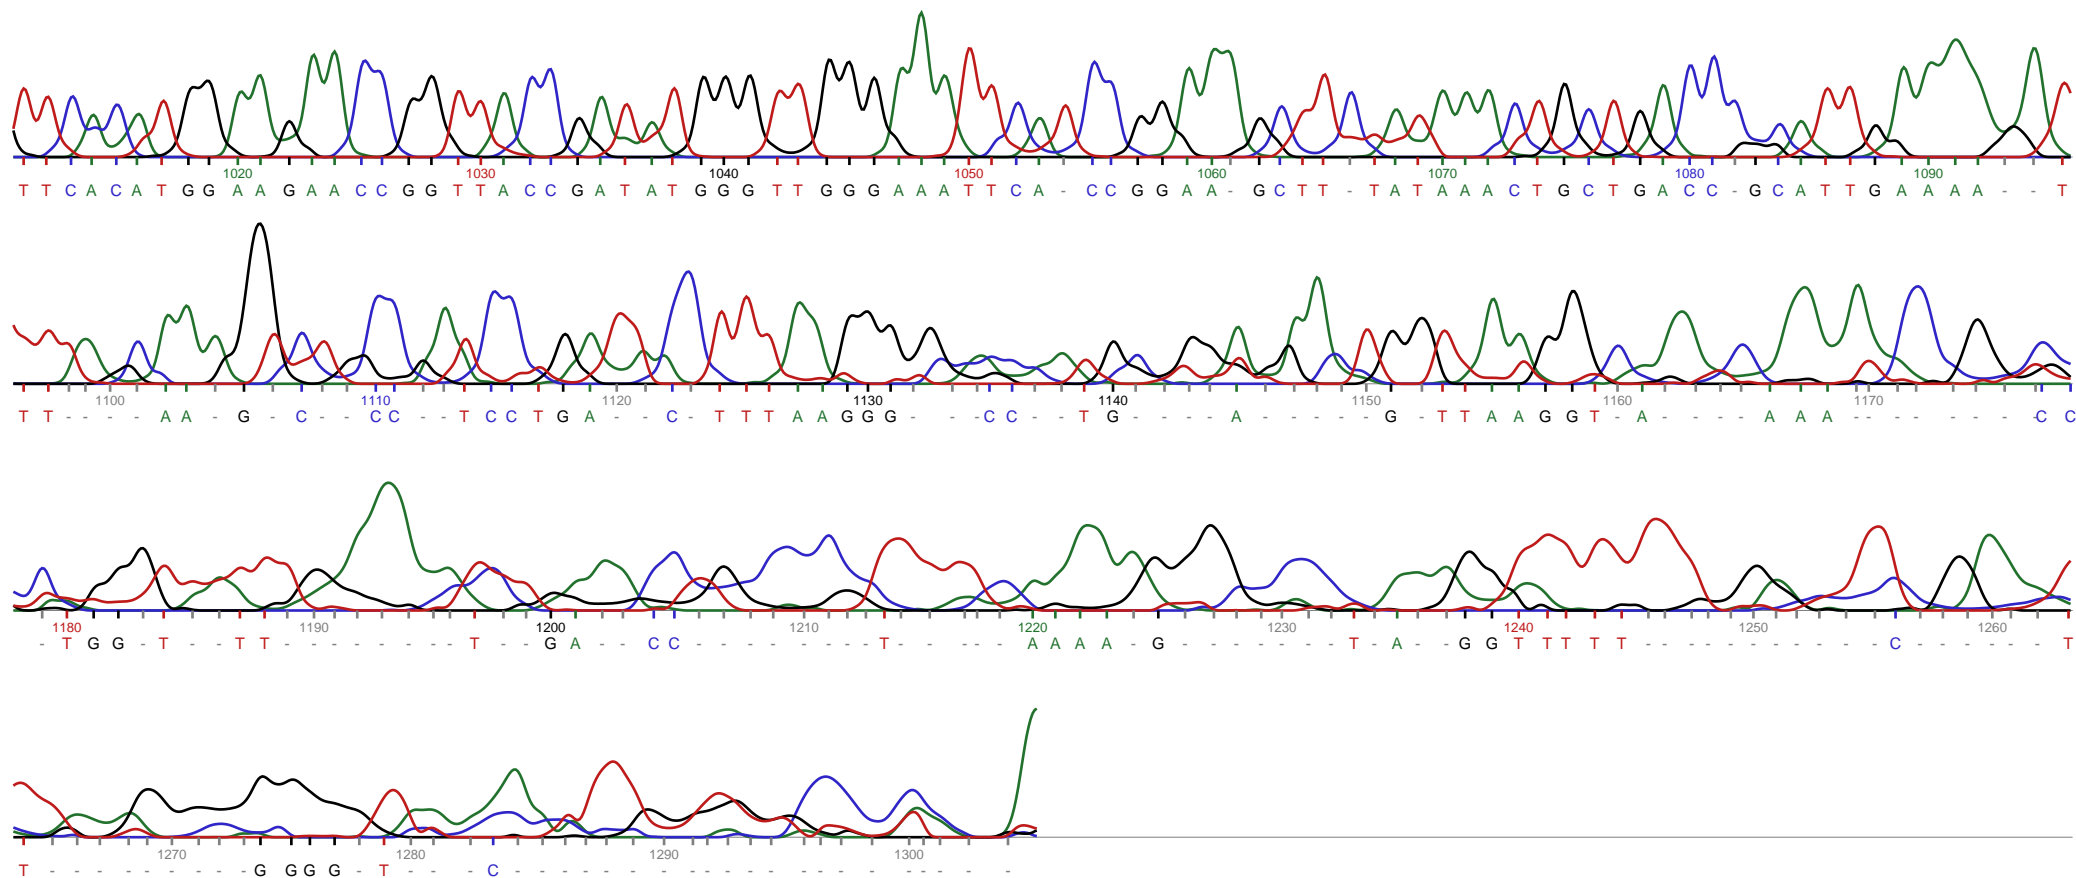 1020 1030 1040 1050 1060 1070 1080 1090
T T C A C A T G G A A G A A C C G G T T A C C G A T A T G G G T T G G G A A A T T C A - C C G G A A - G C T T - T A T A A A C T G C T G A C C - G C A T T G A A A A - - T
1100 1110 1120 1130 1140 1150 1160 1170
T T - - - - A A - G - C - - C C - - T C C T G A - - C - T T T A A G G G - - - C C - - T G - - - - A - - - - - G - T T A A G G T - A - - - - A A A - - - - - - - - C C
1180 1190 1200 1210 1220 1230 1240 1250 1260
- T G G - T - - T T - - - - - - - - T - - G A - - C C - - - - - - - - T - - - - - A A A A - G - - - - - - - T - A - - G G T T T T T - - - - - - - - - - - C - - - - - - T
1270 1280 1290 1300
T - - - - - - - - - G G G G - T - - - C - - - - - - - - - - - - - - - - - - - - -